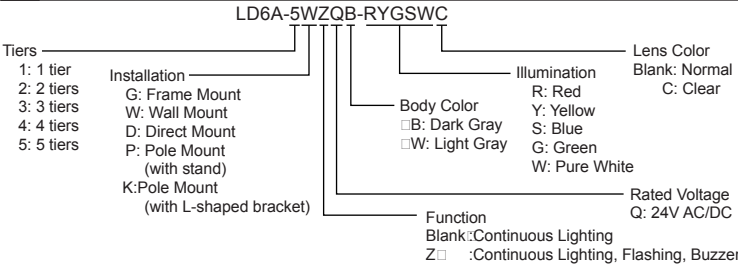 LD6A-5WZQB-RYGSWC
Tiers
1: 1 tier
2: 2 tiers
3: 3 tiers
4: 4 tiers
5: 5 tiers
Installation
G: Frame Mount
W: Wall Mount
D: Direct Mount
P: Pole Mount
(with stand)
K:Pole Mount
(with L-shaped bracket)
Function
Blank□:Continuous Lighting
Z□ :Continuous Lighting, Flashing, Buzzer
Body Color
□B: Dark Gray
□W: Light Gray
Illumination
R: Red
Y: Yellow
S: Blue
G: Green
W: Pure White
Lens Color
Blank: Normal
C: Clear
Rated Voltage
Q: 24V AC/DC